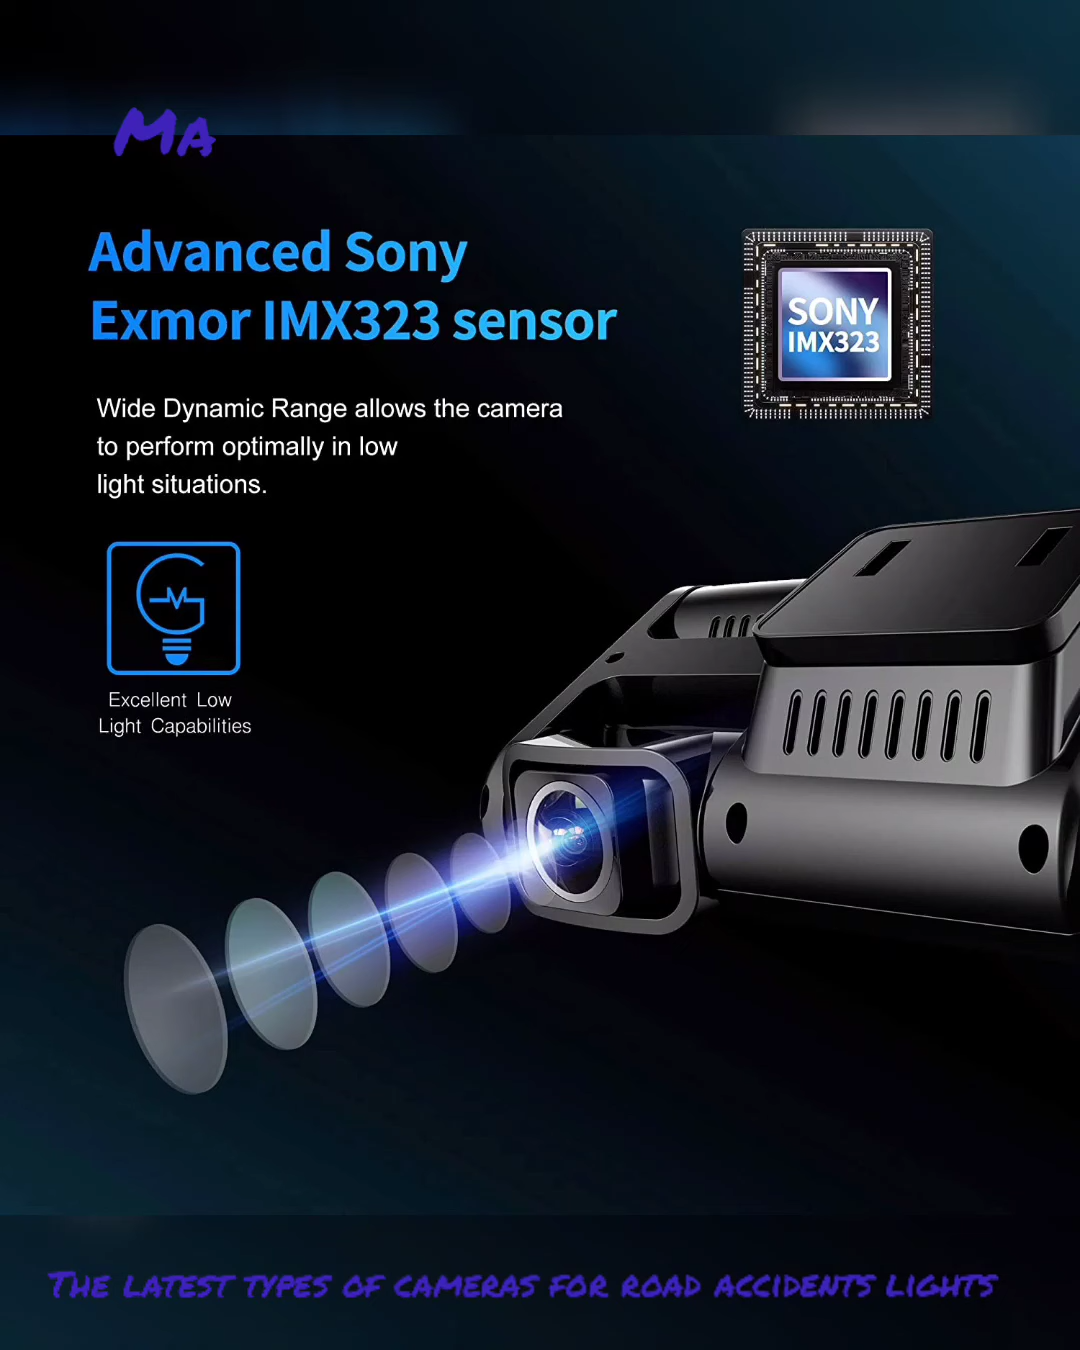 MA
Advanced Sony
Exmor IMX323 sensor
SONY
IMX323
Wide Dynamic Range allows the camera
to perform optimally in low
light situations.
Excellent Low
Light Capabilities
THE LATEST TYPES OF CAMERAS FOR ROAD ACCIDENTS LIGHTS